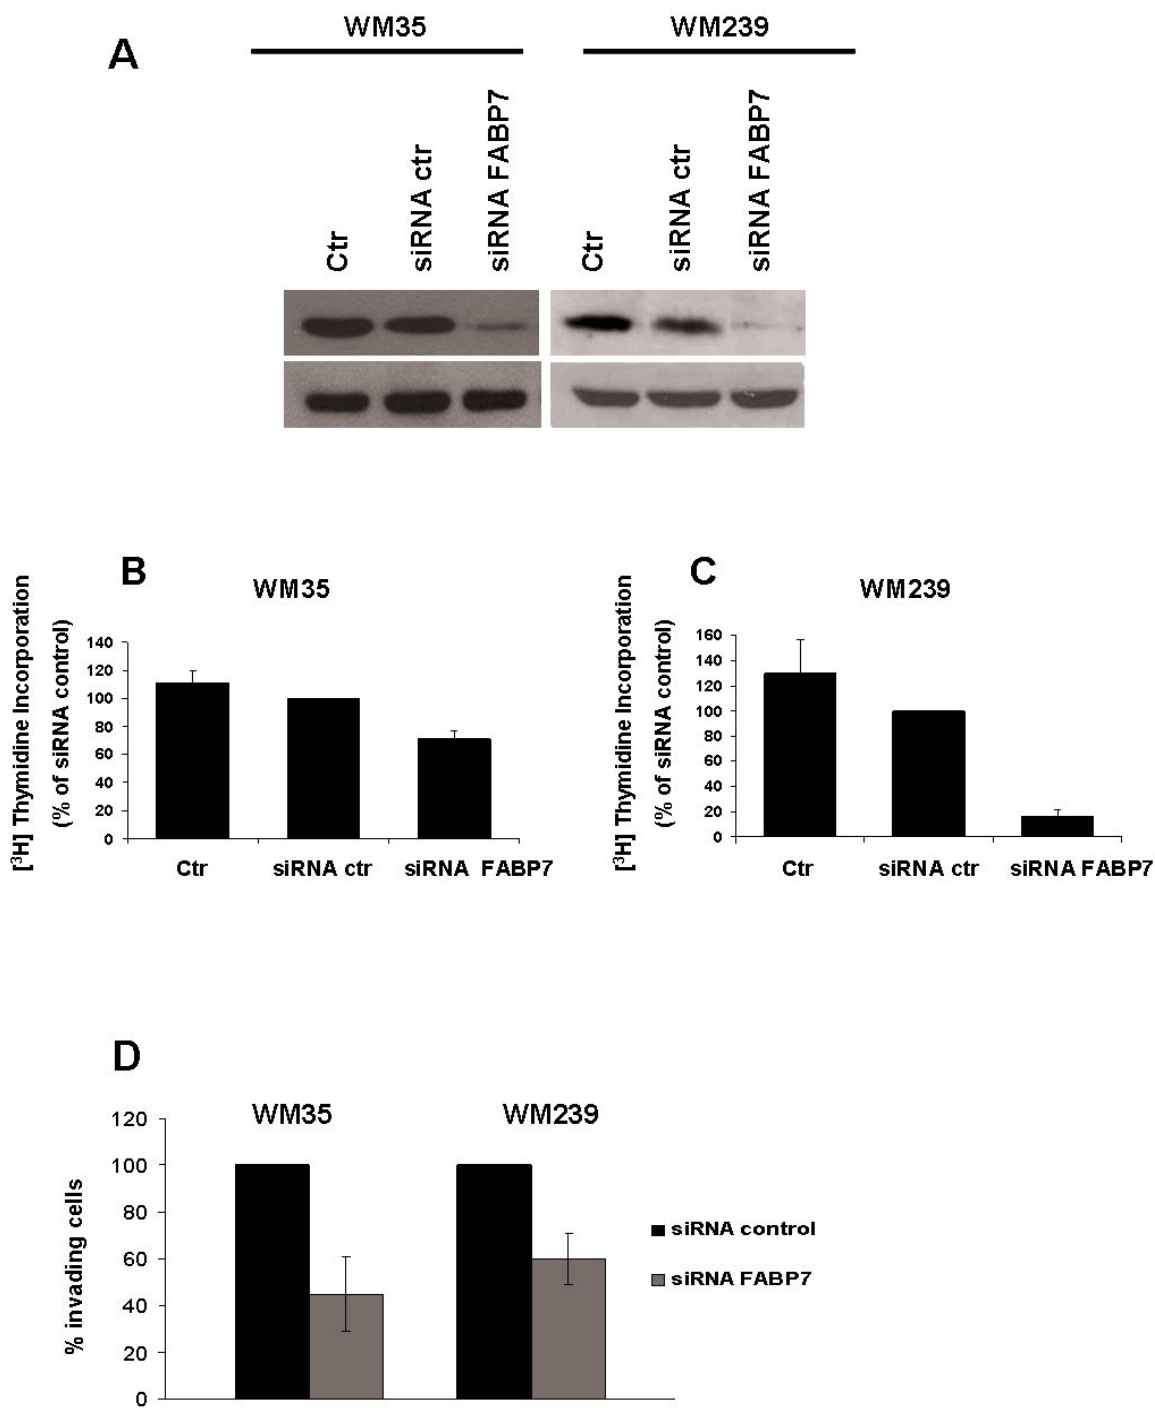 A
WM35
WM239
Ctr
siRNA ctr
siRNA FABP7
Ctr
siRNA ctr
siRNA FABP7
B
WM35
[³H] Thymidine Incorporation
(% of siRNA control)
140
120
100
80
60
40
20
0
Ctr
siRNA ctr
siRNA FABP7
C
WM239
[³H] Thymidine Incorporation
(% of siRNA control)
160
140
120
100
80
60
40
20
0
Ctr
siRNA ctr
siRNA FABP7
D
WM35
WM239
% invading cells
120
100
80
60
40
20
0
siRNA control
siRNA FABP7